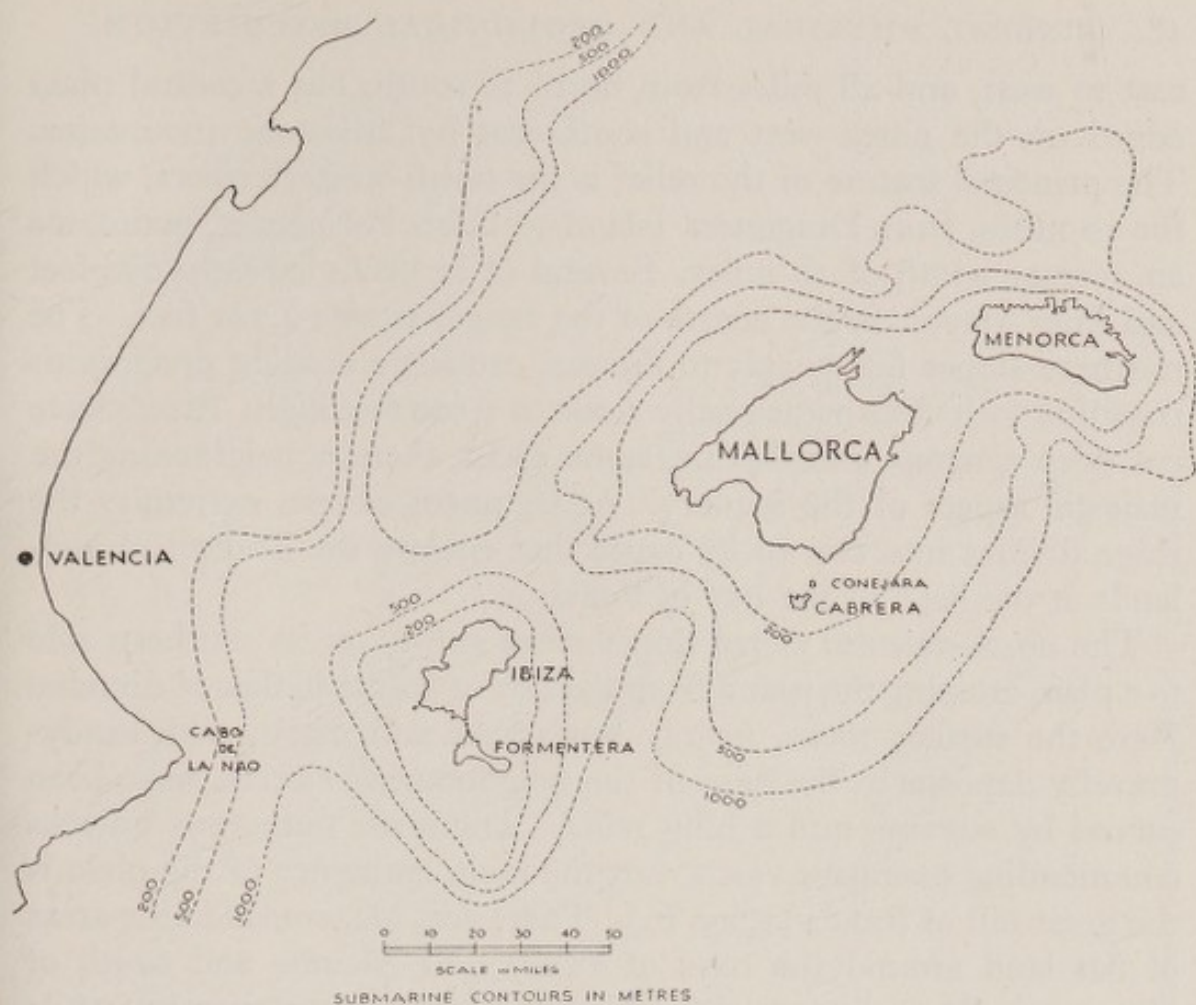 200
500
1000
MENORCA
MALLORCA
VALENCIA
CONEJARA
CABRERA
500
200
200
IBIZA
CABO
DE
LA NAO
FORMENTERA
500
1000
200
500
1000
0 10 20 30 40 50
SCALE IN MILES
SUBMARINE CONTOURS IN METRES